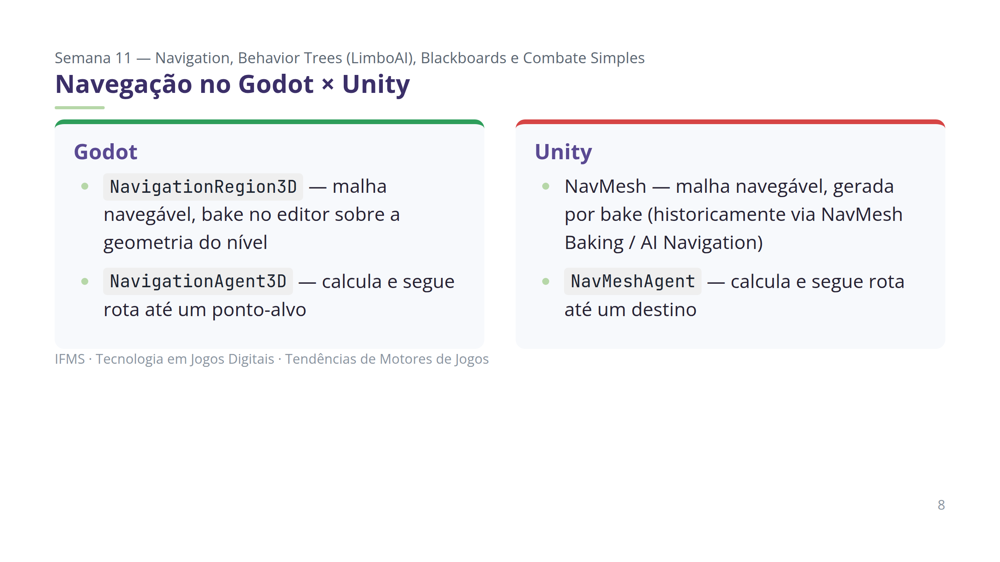 Semana 11 — Navigation, Behavior Trees (LimboAI), Blackboards e Combate Simples
Navegação no Godot × Unity
Godot
NavigationRegion3D — malha
navegável, bake no editor sobre a
geometria do nível
NavigationAgent3D — calcula e segue
rota até um ponto-alvo
Unity
NavMesh — malha navegável, gerada
por bake (historicamente via NavMesh
Baking / AI Navigation)
NavMeshAgent — calcula e segue rota
até um destino
IFMS · Tecnologia em Jogos Digitais · Tendências de Motores de Jogos
8